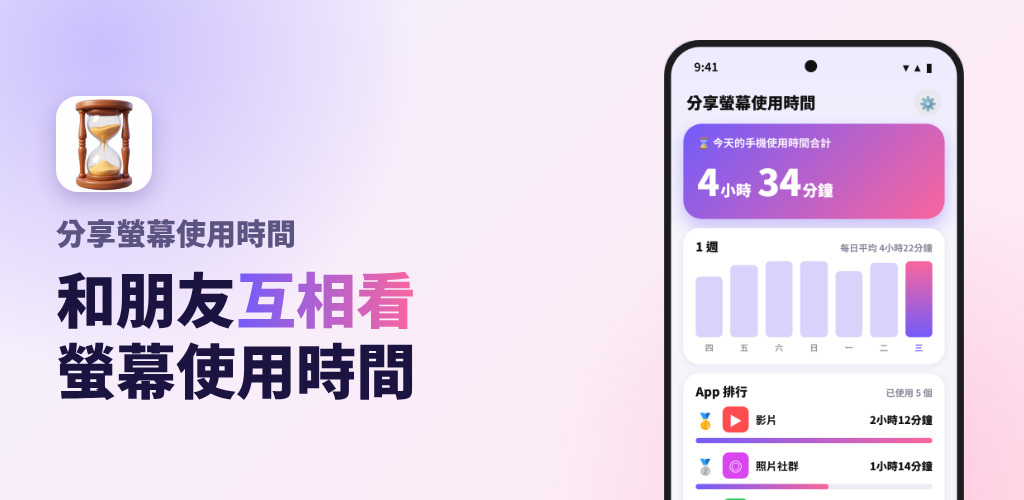 分享螢幕使用時間
和朋友互相看
螢幕使用時間
9:41
分享螢幕使用時間
今天的手機使用時間合計
4小時 34分鐘
1 週
每日平均 4小時22分鐘
四 五 六 日 一 二 三
App 排行
已使用 5 個
影片
2小時12分鐘
照片社群
1小時14分鐘